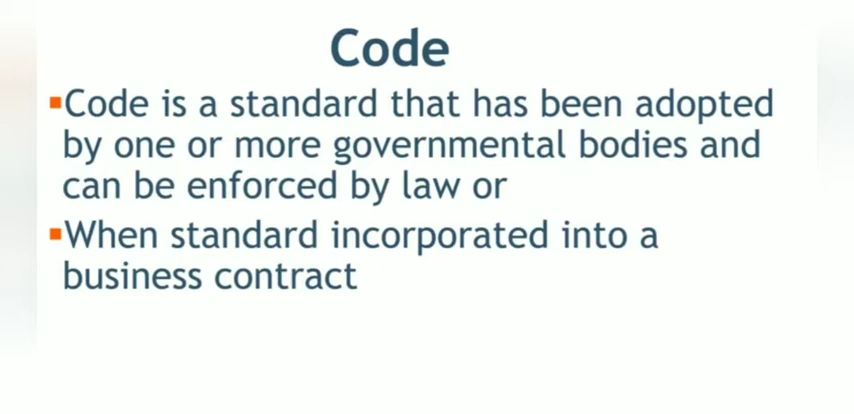 Code
▪Code is a standard that has been adopted
by one or more governmental bodies and
can be enforced by law or
▪When standard incorporated into a
business contract